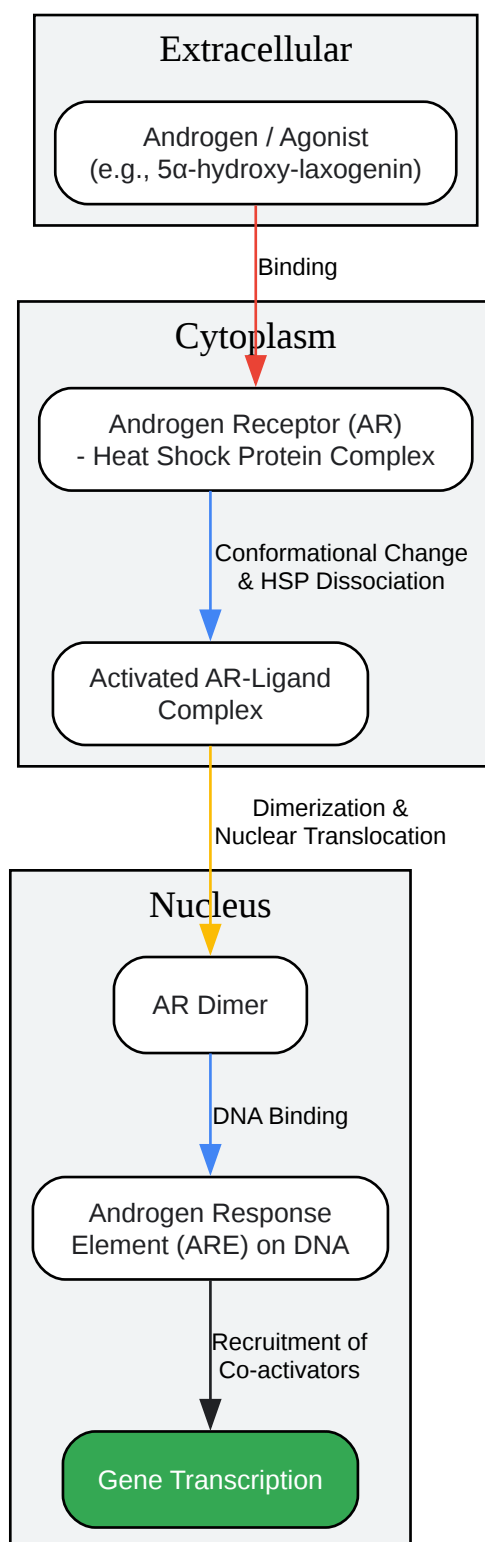 Extracellular
Androgen / Agonist
(e.g., 5α-hydroxy-laxogenin)
Binding
Cytoplasm
Androgen Receptor (AR)
- Heat Shock Protein Complex
Conformational Change
& HSP Dissociation
Activated AR-Ligand
Complex
Dimerization &
Nuclear Translocation
Nucleus
AR Dimer
DNA Binding
Androgen Response
Element (ARE) on DNA
Recruitment of
Co-activators
Gene Transcription